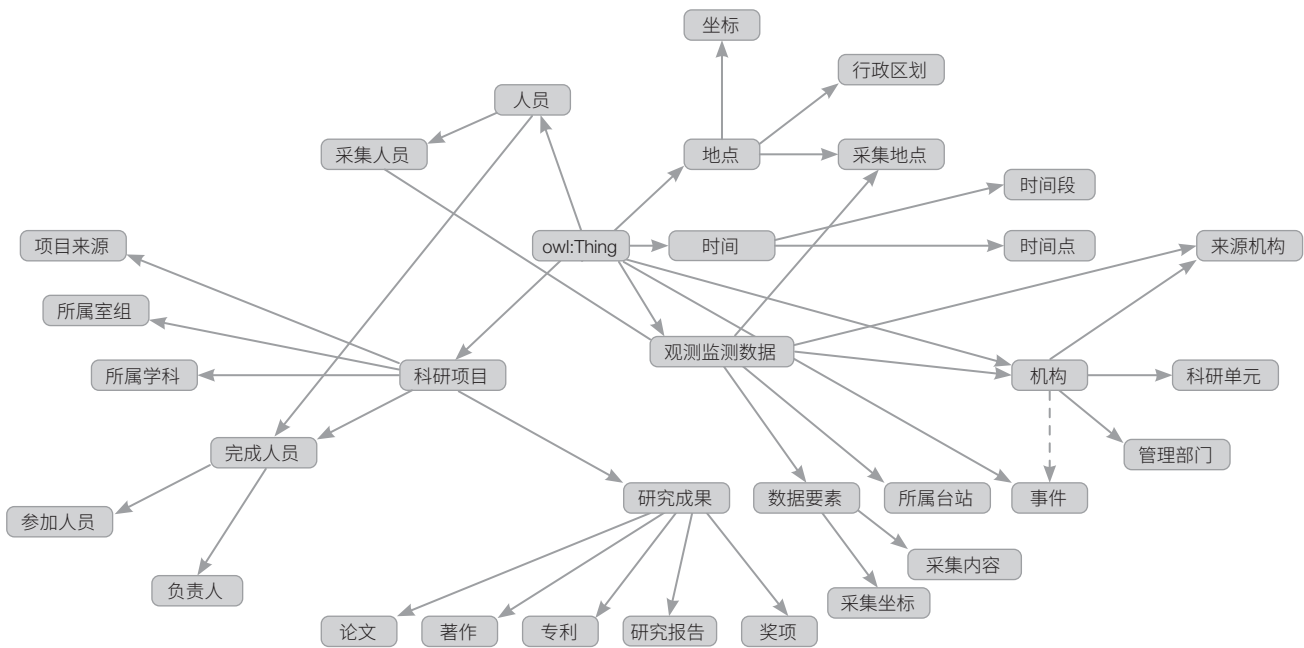 坐标
行政区划
人员
地点
采集地点
采集人员
时间段
项目来源
owl:Thing
时间
时间点
来源机构
所属室组
观测监测数据
所属学科
科研项目
机构
科研单元
完成人员
管理部门
研究成果
数据要素
所属台站
事件
参加人员
采集内容
负责人
采集坐标
论文
著作
专利
研究报告
奖项